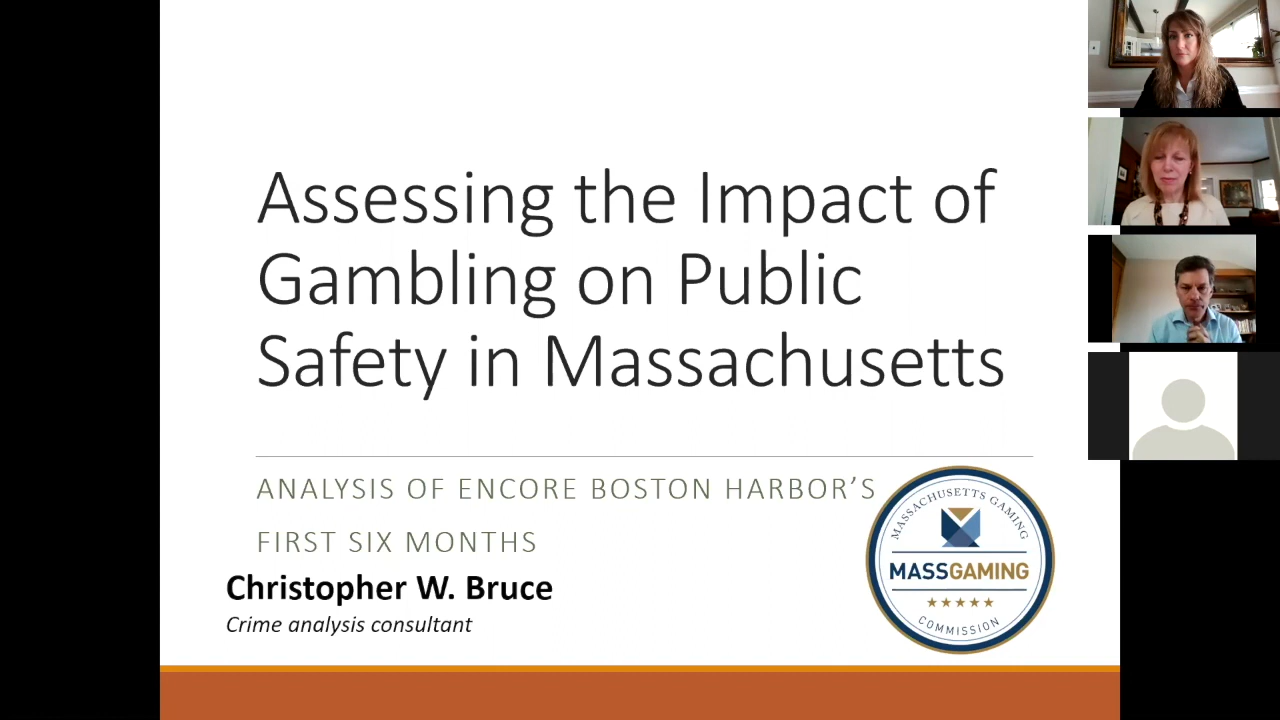 Assessing the Impact of
Gambling on Public
Safety in Massachusetts
ANALYSIS OF ENCORE BOSTON HARBOR’S
FIRST SIX MONTHS
Christopher W. Bruce
Crime analysis consultant
MASSACHUSETTS GAMING
MASSGAMING
COMMISSION